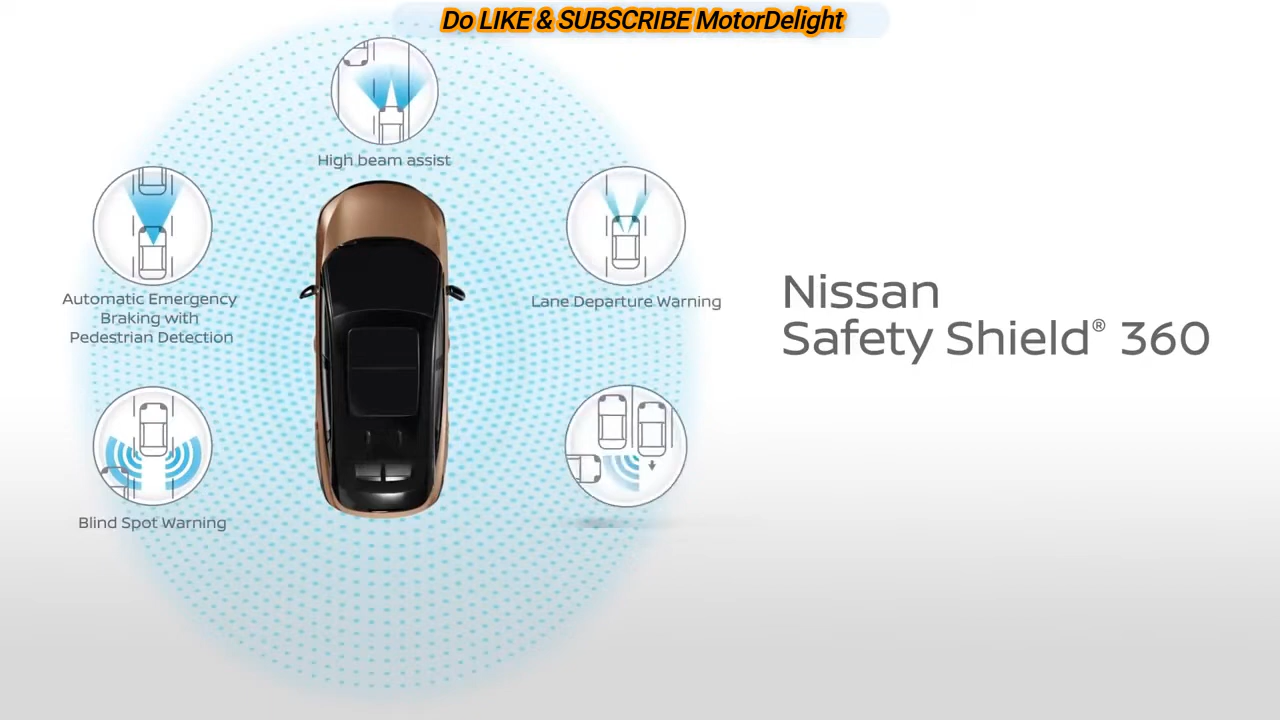 Do LIKE & SUBSCRIBE MotorDelight
High beam assist
Automatic Emergency
Braking with
Pedestrian Detection
Lane Departure Warning
Nissan
Safety Shield® 360
Blind Spot Warning